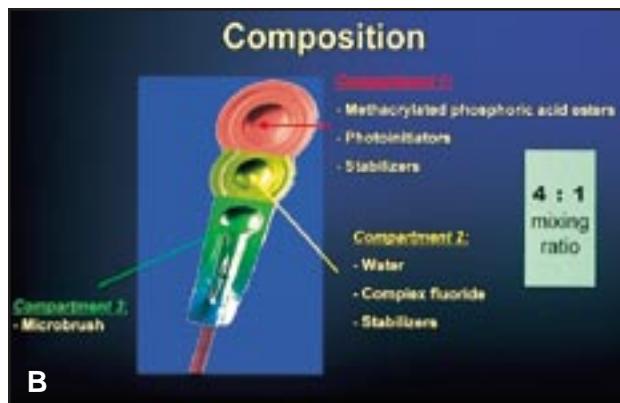 Composition
Compartment 1:
- Methacrylated phosphoric acid esters
- Photoinitiators
- Stabilizers
4 : 1
mixing
ratio
Compartment 2:
- Water
- Complex fluoride
- Stabilizers
Compartment 3:
- Microbrush
B